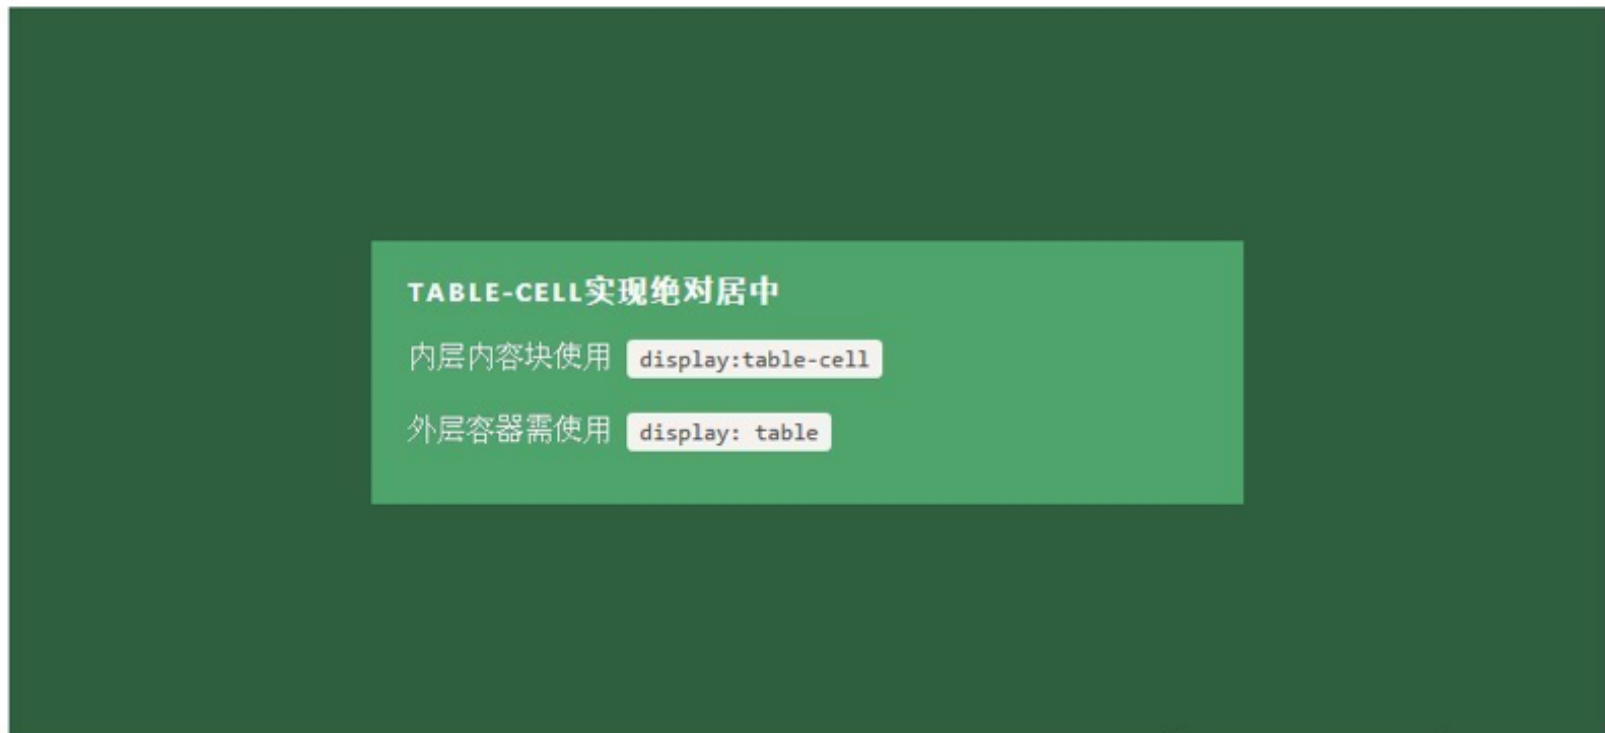 TABLE-CELL实现绝对居中
内层内容块使用 display:table-cell
外层容器需使用 display: table